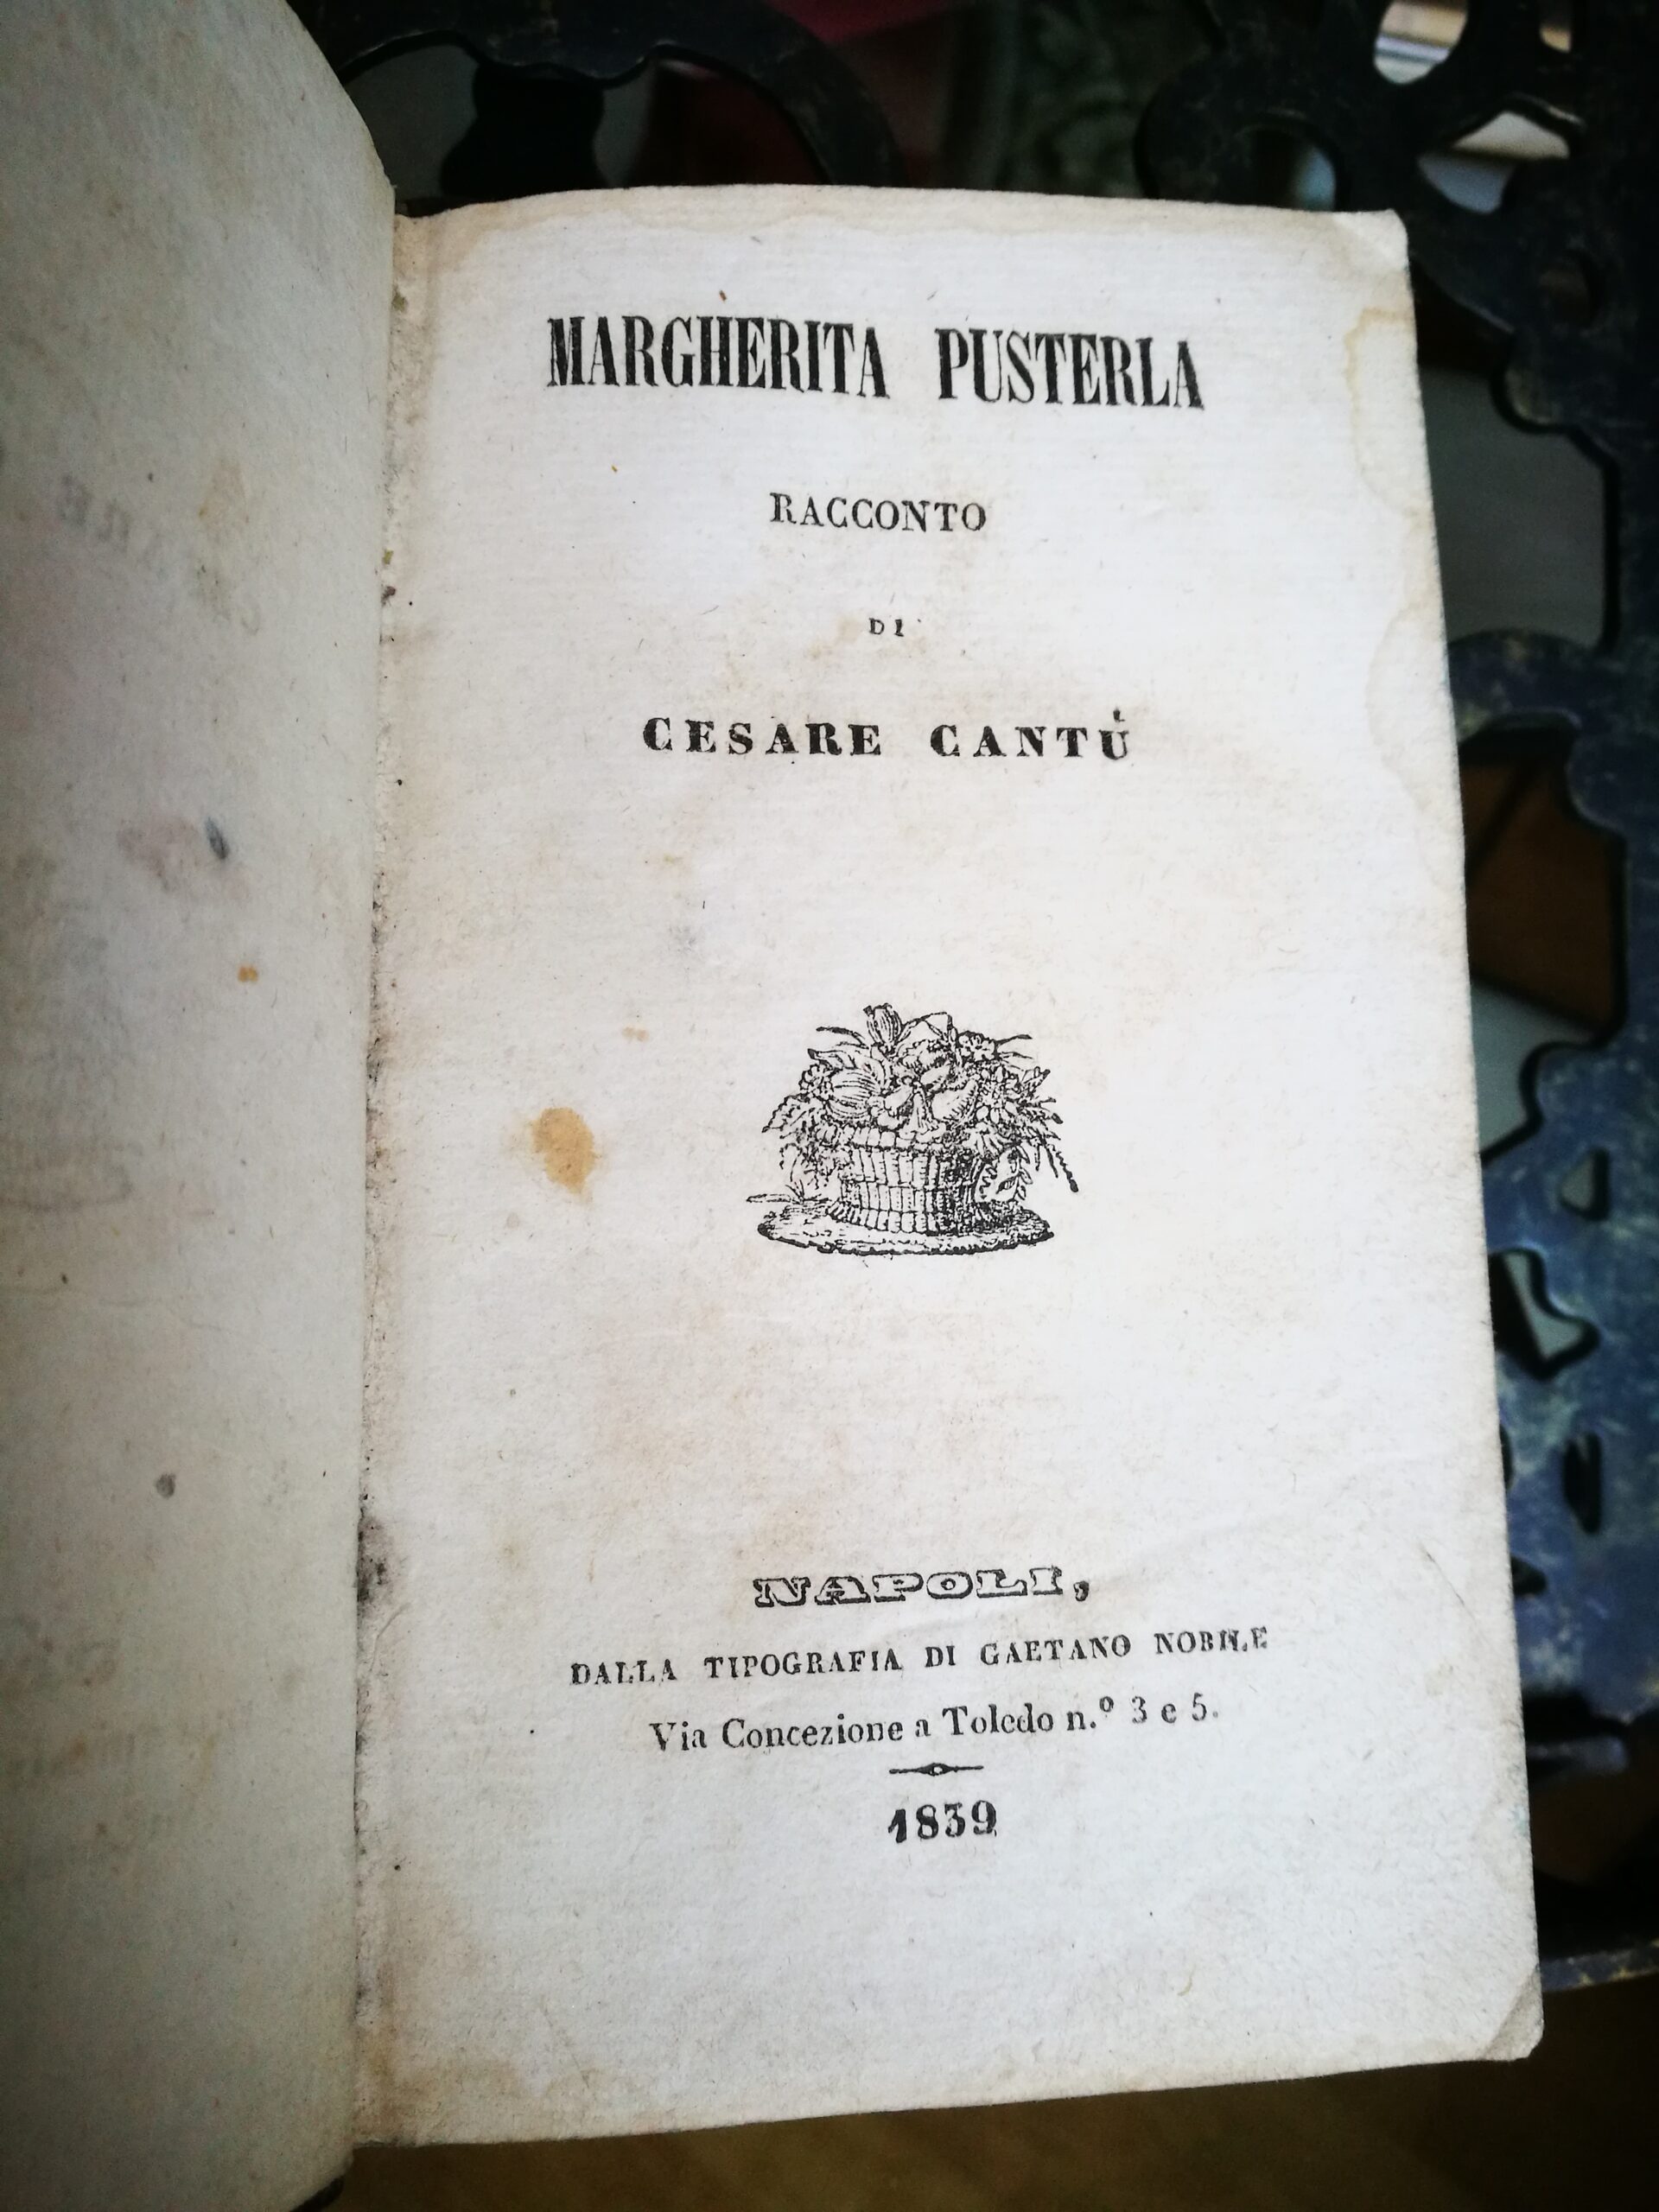 MARGHERITA PUSTERLA
RACCONTO
DI
CESARE CANTÙ
NAPOLI,
DALLA TIPOGRAFIA DI GAETANO NOBILE
Via Concezione a Toledo n.º 3 e 5.
1839